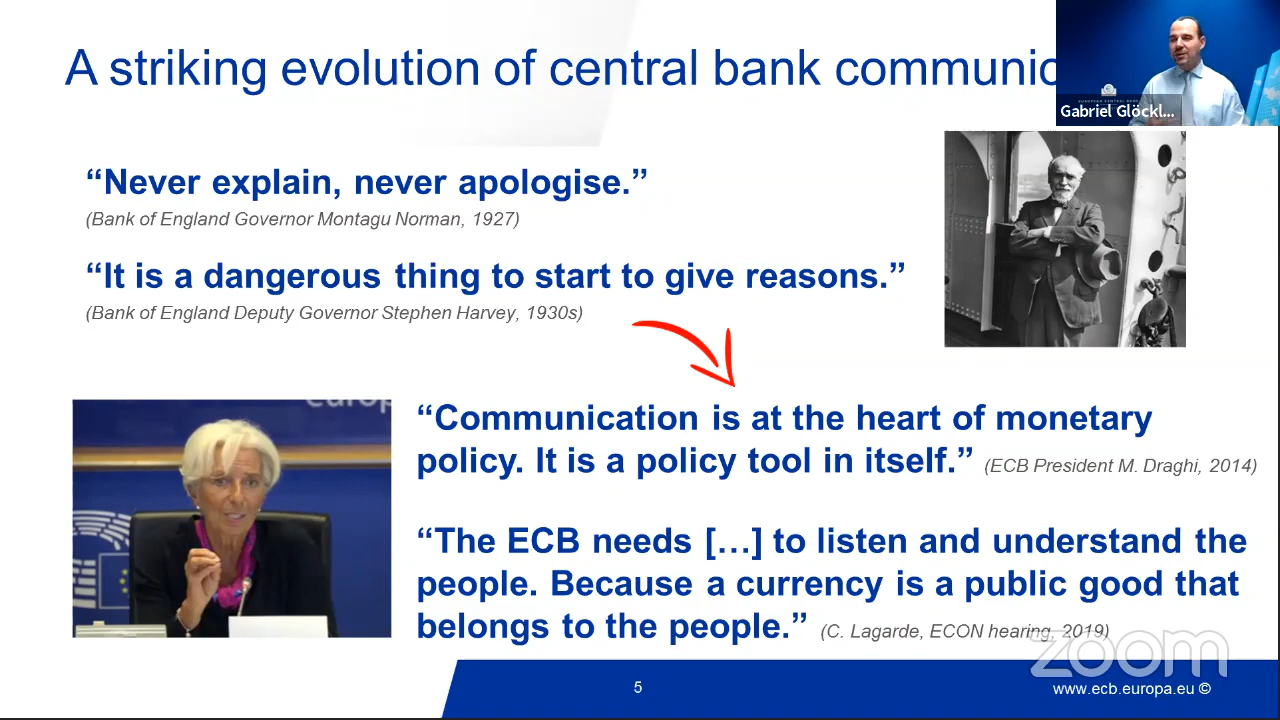 A striking evolution of central bank communic
Gabriel Glöckl...
“Never explain, never apologise.”
(Bank of England Governor Montagu Norman, 1927)
“It is a dangerous thing to start to give reasons.”
(Bank of England Deputy Governor Stephen Harvey, 1930s)
“Communication is at the heart of monetary
policy. It is a policy tool in itself.” (ECB President M. Draghi, 2014)
“The ECB needs […] to listen and understand the
people. Because a currency is a public good that
belongs to the people.” (C. Lagarde, ECON hearing, 2019)
zoom
5
www.ecb.europa.eu ©